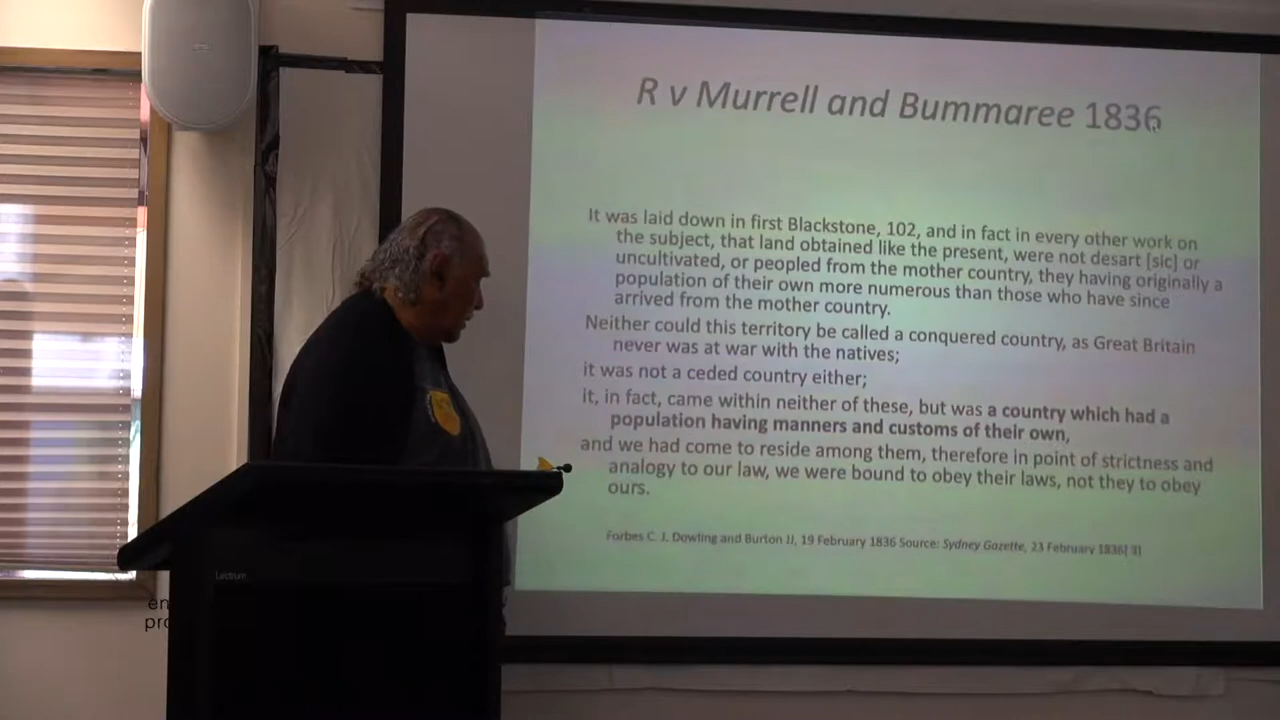 R v Murrell and Bummaree 1836
It was laid down in first Blackstone, 102, and in fact in every other work on
the subject, that land obtained like the present, were not desart [sic] or
uncultivated, or peopled from the mother country, they having originally a
population of their own more numerous than those who have since
arrived from the mother country.
Neither could this territory be called a conquered country, as Great Britain
never was at war with the natives;
it was not a ceded country either;
it, in fact, came within neither of these, but was a country which had a
population having manners and customs of their own,
and we had come to reside among them, therefore in point of strictness and
analogy to our law, we were bound to obey their laws, not they to obey
ours.
Forbes C. J. Dowling and Burton JJ, 19 February 1836 Source: Sydney Gazette, 23 February 1836
Lectrum
en
pro